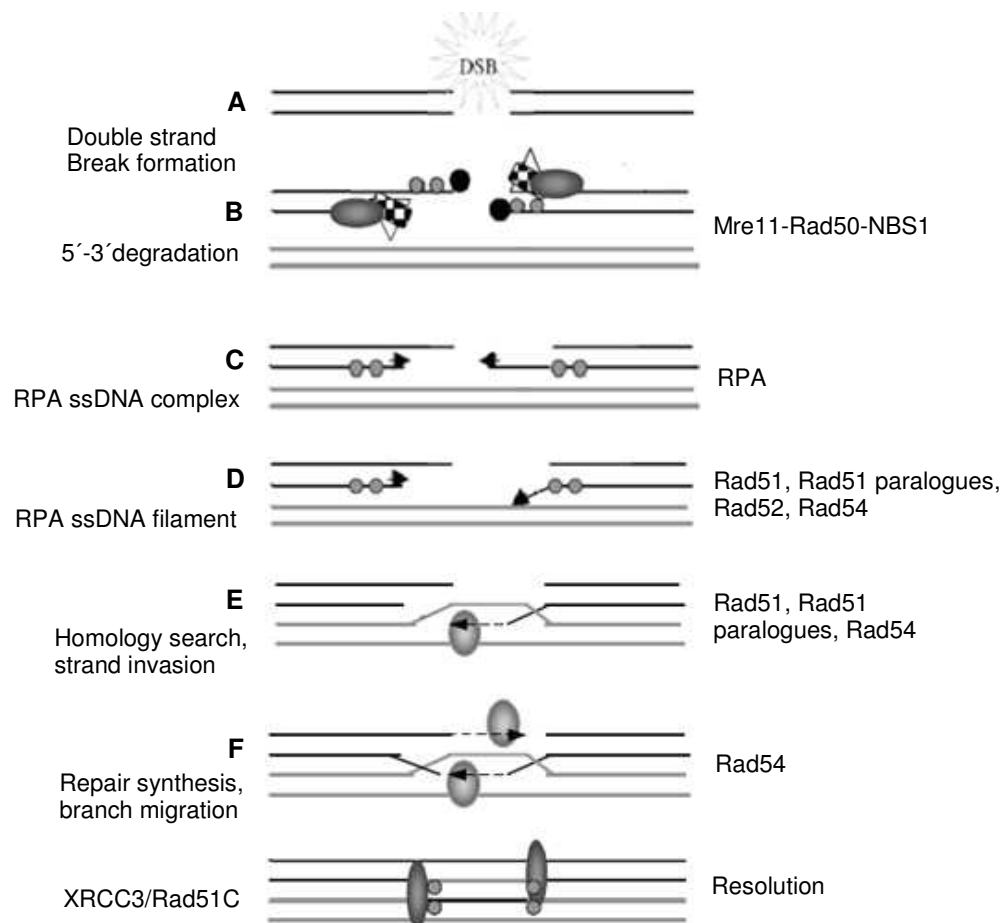 DSB
A
Double strand
Break formation
B
Mre11-Rad50-NBS1
5´-3´degradation
C
RPA
RPA ssDNA complex
D
Rad51, Rad51 paralogues,
Rad52, Rad54
RPA ssDNA filament
E
Rad51, Rad51
paralogues, Rad54
Homology search,
strand invasion
F
Rad54
Repair synthesis,
branch migration
XRCC3/Rad51C
Resolution